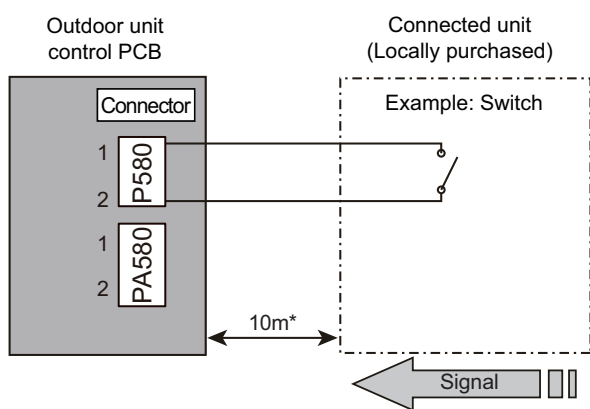 Outdoor unit
control PCB
Connected unit
(Locally purchased)
Connector
Example: Switch
1
P580
2
1
PA580
2
10m*
Signal